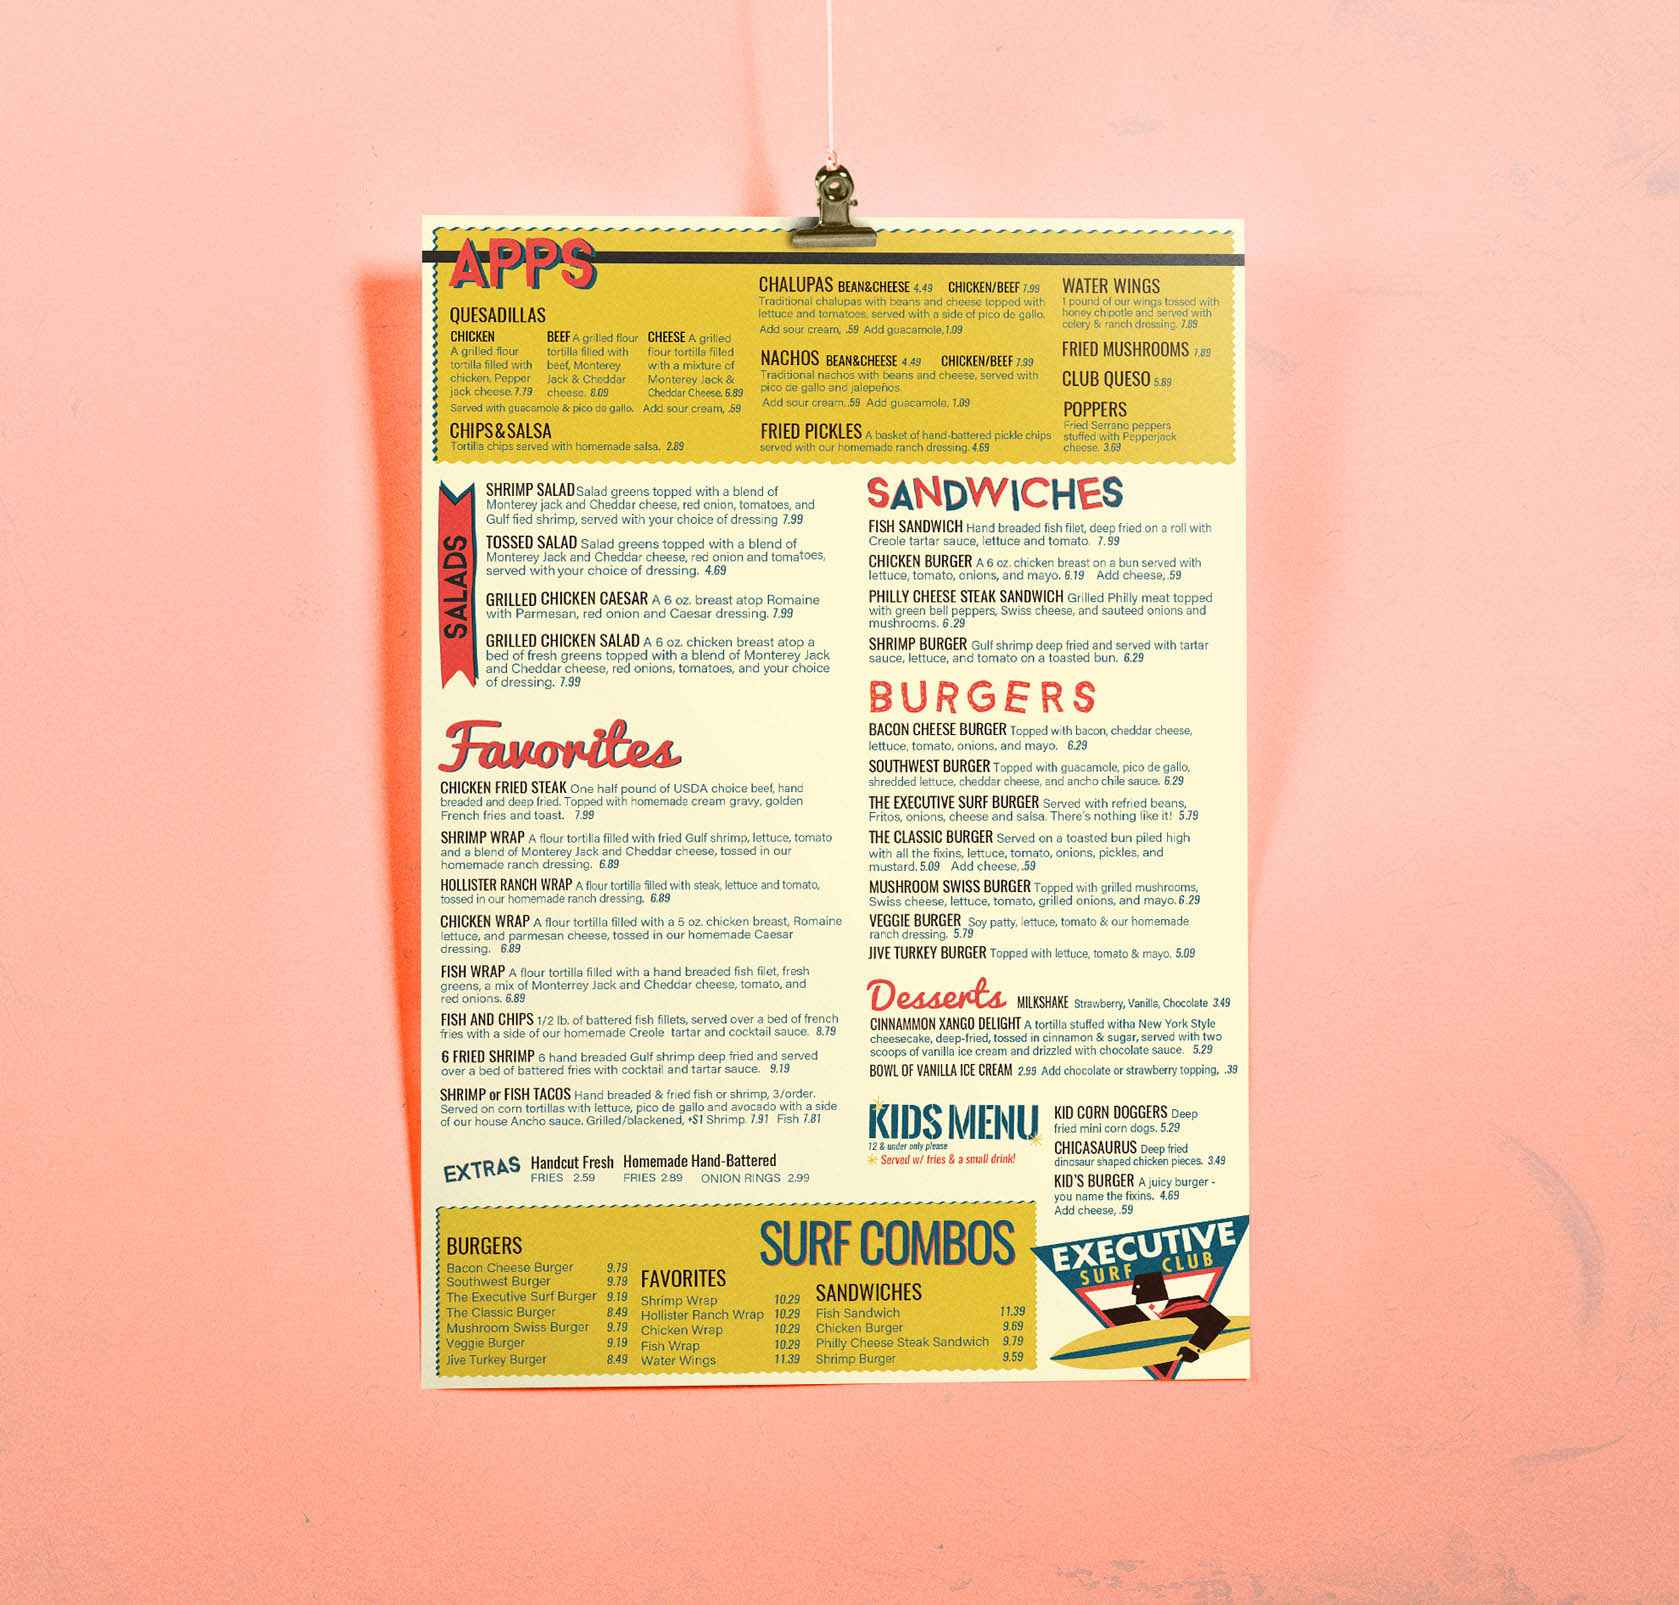 APPS
QUESADILLAS
CHICKEN
A grilled flour
tortilla filled with
chicken, Pepper
jack cheese. 7.79
BEEF A grilled flour
tortilla filled with
beef, Monterey
Jack & Cheddar
cheese. 8.09
CHEESE A grilled
flour tortilla filled
with a mixture of
Monterey Jack &
Cheddar Cheese. 6.89
Served with guacamole & pico de gallo. Add sour cream, .59
CHIPS & SALSA
Tortilla chips served with homemade salsa. 2.89
CHALUPAS BEAN&CHEESE 4.49 CHICKEN/BEEF 7.99
Traditional chalupas with beans and cheese topped with
lettuce and tomatoes, served with a side of pico de gallo.
Add sour cream, .59 Add guacamole, 1.09
NACHOS BEAN&CHEESE 4.49 CHICKEN/BEEF 7.99
Traditional nachos with beans and cheese, served with
pico de gallo and jalepeños.
Add sour cream, .59 Add guacamole, 1.09
FRIED PICKLES A basket of hand-battered pickle chips
served with our homemade ranch dressing. 4.69
WATER WINGS
1 pound of our wings tossed with
honey chipotle and served with
celery & ranch dressing. 7.89
FRIED MUSHROOMS 7.89
CLUB QUESO 5.89
POPPERS
Fried Serrano peppers
stuffed with Pepperjack
cheese. 3.69
SALADS
SHRIMP SALAD Salad greens topped with a blend of
Monterey jack and Cheddar cheese, red onion, tomatoes, and
Gulf fied shrimp, served with your choice of dressing 7.99
TOSSED SALAD Salad greens topped with a blend of
Monterey Jack and Cheddar cheese, red onion and tomatoes,
served with your choice of dressing. 4.69
GRILLED CHICKEN CAESAR A 6 oz. breast atop Romaine
with Parmesan, red onion and Caesar dressing. 7.99
GRILLED CHICKEN SALAD A 6 oz. chicken breast atop a
bed of fresh greens topped with a blend of Monterey Jack
and Cheddar cheese, red onions, tomatoes, and your choice
of dressing. 7.99
Favorites
CHICKEN FRIED STEAK One half pound of USDA choice beef, hand
breaded and deep fried. Topped with homemade cream gravy, golden
French fries and toast. 7.99
SHRIMP WRAP A flour tortilla filled with fried Gulf shrimp, lettuce, tomato
and a blend of Monterey Jack and Cheddar cheese, tossed in our
homemade ranch dressing. 6.89
HOLLISTER RANCH WRAP A flour tortilla filled with steak, lettuce and tomato,
tossed in our homemade ranch dressing. 6.89
CHICKEN WRAP A flour tortilla filled with a 5 oz. chicken breast, Romaine
lettuce, and parmesan cheese, tossed in our homemade Caesar
dressing. 6.89
FISH WRAP A flour tortilla filled with a hand breaded fish filet, fresh
greens, a mix of Monterrey Jack and Cheddar cheese, tomato, and
red onions. 6.89
FISH AND CHIPS 1/2 lb. of battered fish fillets, served over a bed of french
fries with a side of our homemade Creole tartar and cocktail sauce. 8.79
6 FRIED SHRIMP 6 hand breaded Gulf shrimp deep fried and served
over a bed of battered fries with cocktail and tartar sauce. 9.19
SHRIMP or FISH TACOS Hand breaded & fried fish or shrimp, 3/order.
Served on corn tortillas with lettuce, pico de gallo and avocado with a side
of our house Ancho sauce. Grilled/blackened, +$1 Shrimp. 7.91 Fish 7.81
EXTRAS Handcut Fresh Homemade Hand-Battered
FRIES 2.59 FRIES 2.89 ONION RINGS 2.99
SANDWICHES
FISH SANDWICH Hand breaded fish filet, deep fried on a roll with
Creole tartar sauce, lettuce and tomato. 7.99
CHICKEN BURGER A 6 oz. chicken breast on a bun served with
lettuce, tomato, onions, and mayo. 6.19 Add cheese, .59
PHILLY CHEESE STEAK SANDWICH Grilled Philly meat topped
with green bell peppers, Swiss cheese, and sauteed onions and
mushrooms. 6.29
SHRIMP BURGER Gulf shrimp deep fried and served with tartar
sauce, lettuce, and tomato on a toasted bun. 6.29
BURGERS
BACON CHEESE BURGER Topped with bacon, cheddar cheese,
lettuce, tomato, onions, and mayo. 6.29
SOUTHWEST BURGER Topped with guacamole, pico de gallo,
shredded lettuce, cheddar cheese, and ancho chile sauce. 6.29
THE EXECUTIVE SURF BURGER Served with refried beans,
Fritos, onions, cheese and salsa. There's nothing like it! 5.79
THE CLASSIC BURGER Served on a toasted bun piled high
with all the fixins, lettuce, tomato, onions, pickles, and
mustard. 5.09 Add cheese, .59
MUSHROOM SWISS BURGER Topped with grilled mushrooms,
Swiss cheese, lettuce, tomato, grilled onions, and mayo. 6.29
VEGGIE BURGER Soy patty, lettuce, tomato & our homemade
ranch dressing. 5.79
JIVE TURKEY BURGER Topped with lettuce, tomato & mayo. 5.09
Desserts MILKSHAKE Strawberry, Vanilla, Chocolate 3.49
CINNAMMON XANGO DELIGHT A tortilla stuffed witha New York Style
cheesecake, deep-fried, tossed in cinnamon & sugar, served with two
scoops of vanilla ice cream and drizzled with chocolate sauce. 5.29
BOWL OF VANILLA ICE CREAM 2.99 Add chocolate or strawberry topping, .39
KIDS MENU
12 & under only please
Served w/ fries & a small drink!
KID CORN DOGGERS Deep
fried mini corn dogs. 5.29
CHICASAURUS Deep fried
dinosaur shaped chicken pieces. 3.49
KID'S BURGER A juicy burger -
you name the fixins. 4.69
Add cheese, .59
SURF COMBOS
BURGERS
Bacon Cheese Burger 9.79
Southwest Burger 9.79
The Executive Surf Burger 9.19
The Classic Burger 8.49
Mushroom Swiss Burger 9.79
Veggie Burger 9.19
Jive Turkey Burger 8.49
FAVORITES
Shrimp Wrap 10.29
Hollister Ranch Wrap 10.29
Chicken Wrap 10.29
Fish Wrap 10.29
Water Wings 11.39
SANDWICHES
Fish Sandwich 11.39
Chicken Burger 9.69
Philly Cheese Steak Sandwich 9.79
Shrimp Burger 9.59
EXECUTIVE
SURF CLUB